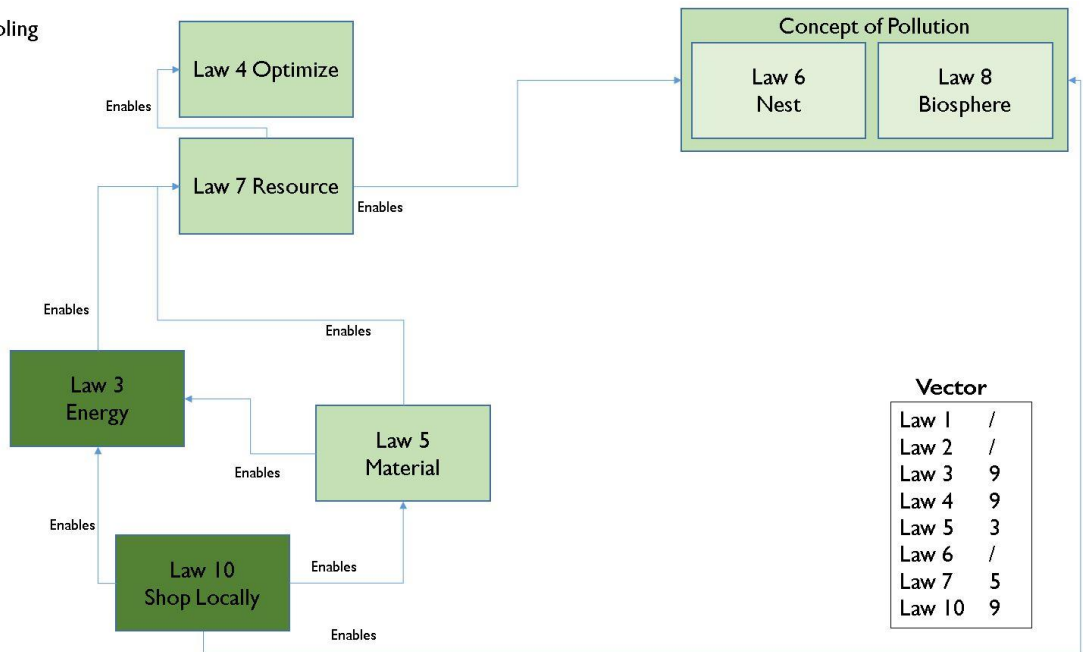 Concept of Pollution
Law 4 Optimize
Law 6
Nest
Law 8
Biosphere
Enables
Law 7 Resource
Enables
Enables
Enables
Law 3
Energy
Law 5
Material
Enables
Enables
Law 10
Shop Locally
Enables
Enables
Vector
Law 1 /
Law 2 /
Law 3 9
Law 4 9
Law 5 3
Law 6 /
Law 7 5
Law 10 9